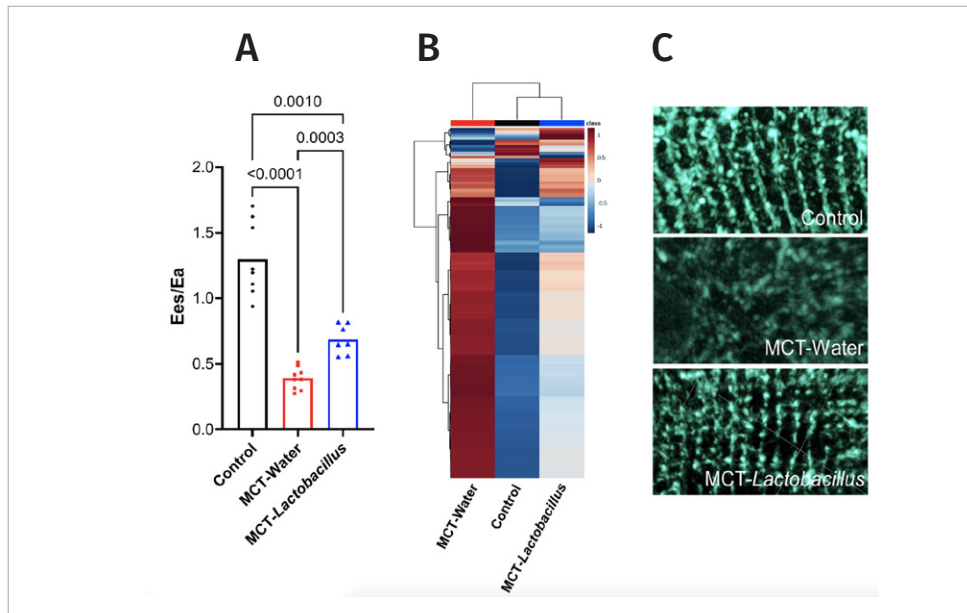 A
B
C
0.0010
0.0003
<0.0001
2.0
1.5
1.0
0.5
0.0
Ees/Ea
Control
MCT-Water
MCT-Lactobacillus
class
1
0.5
0
-0.5
-1
MCT-Water
Control
MCT-Lactobacillus
Control
MCT-Water
MCT-Lactobacillus